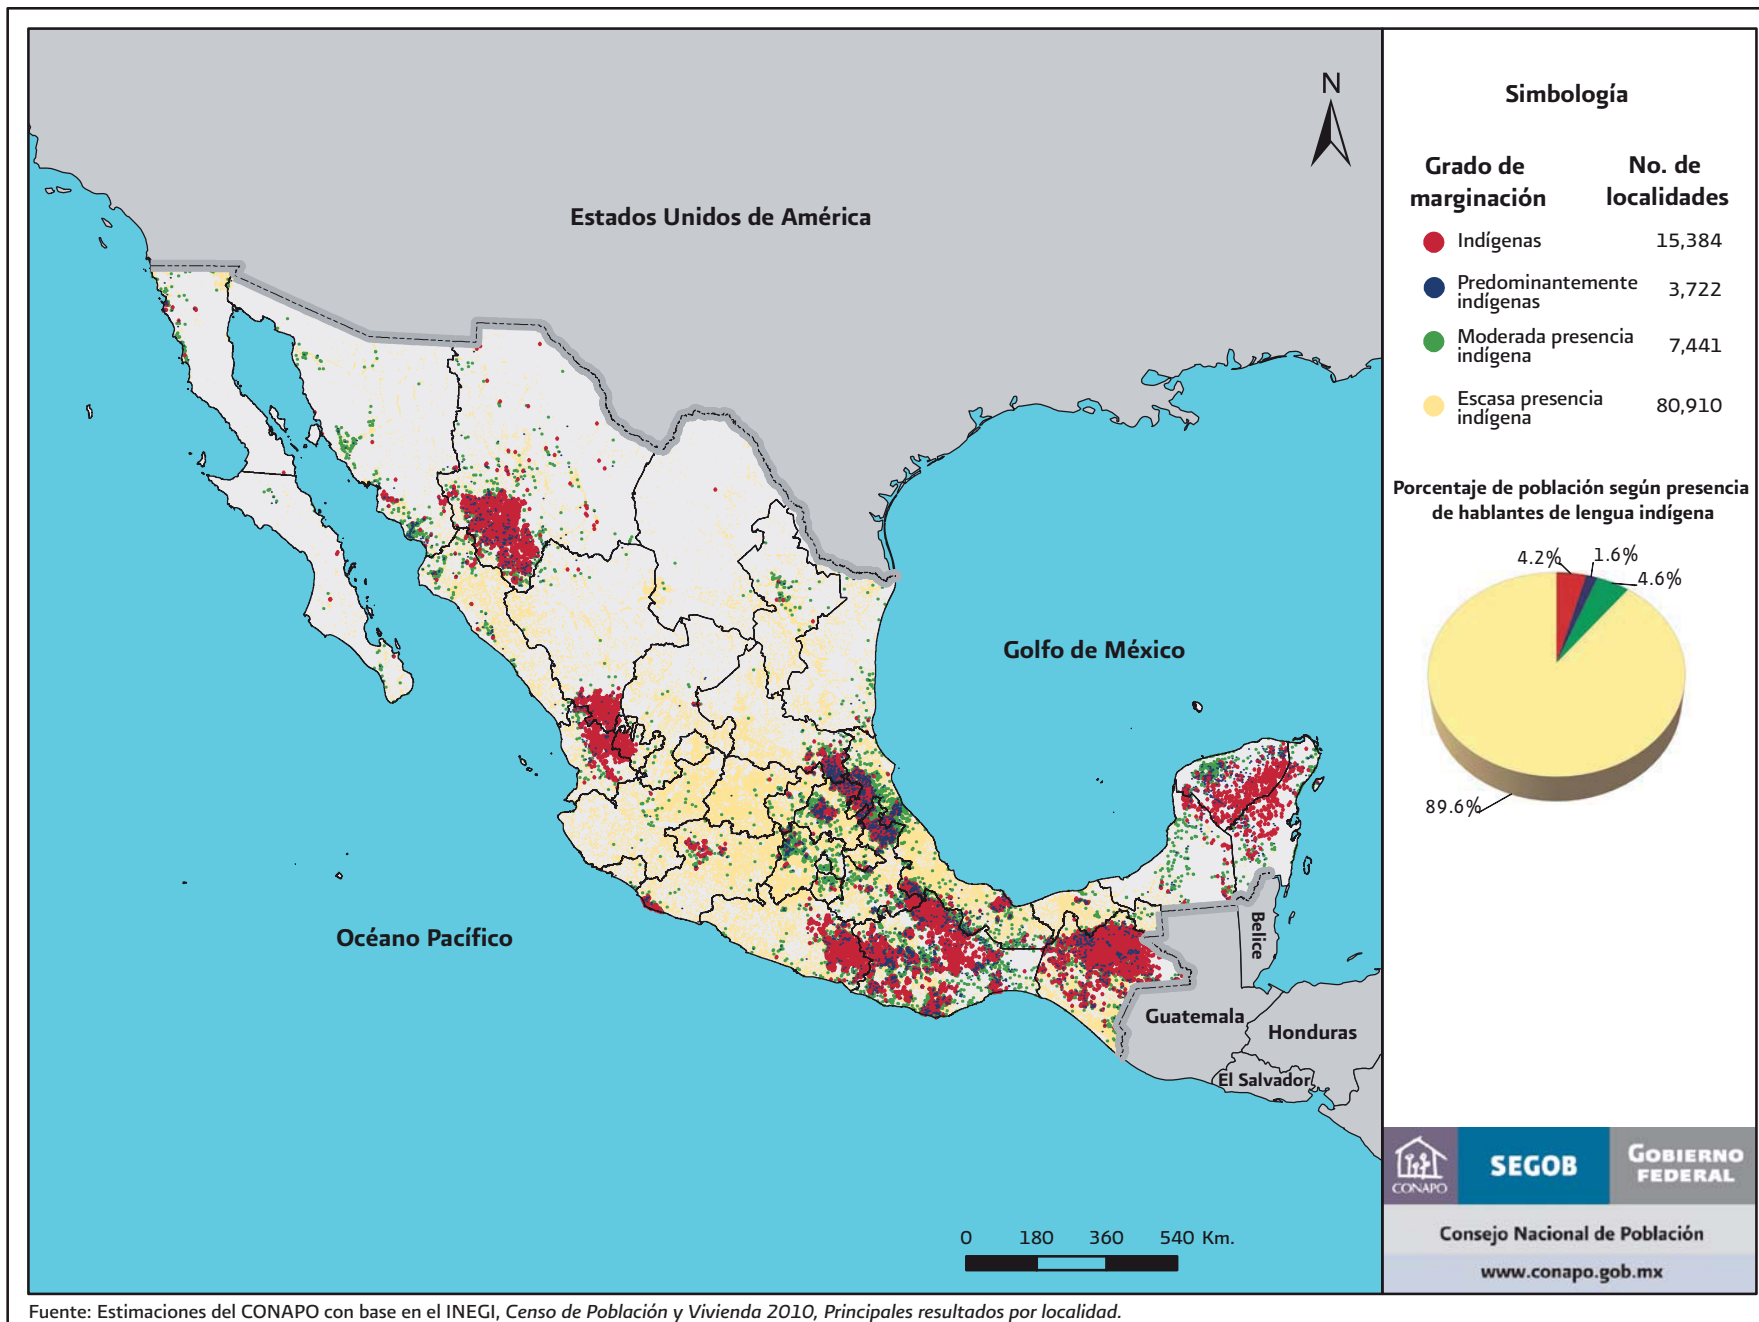 N
Estados Unidos de América
Golfo de México
Océano Pacífico
Belice
Guatemala
Honduras
El Salvador
0 180 360 540 Km.
Simbología
Grado de
marginación
No. de
localidades
Indígenas 15,384
Predominantemente
indígenas 3,722
Moderada presencia
indígena 7,441
Escasa presencia
indígena 80,910
Porcentaje de población según presencia
de hablantes de lengua indígena
4.2% 1.6%
4.6%
89.6%
CONAPO
SEGOB
GOBIERNO
FEDERAL
Consejo Nacional de Población
www.conapo.gob.mx
Fuente: Estimaciones del CONAPO con base en el INEGI, Censo de Población y Vivienda 2010, Principales resultados por localidad.